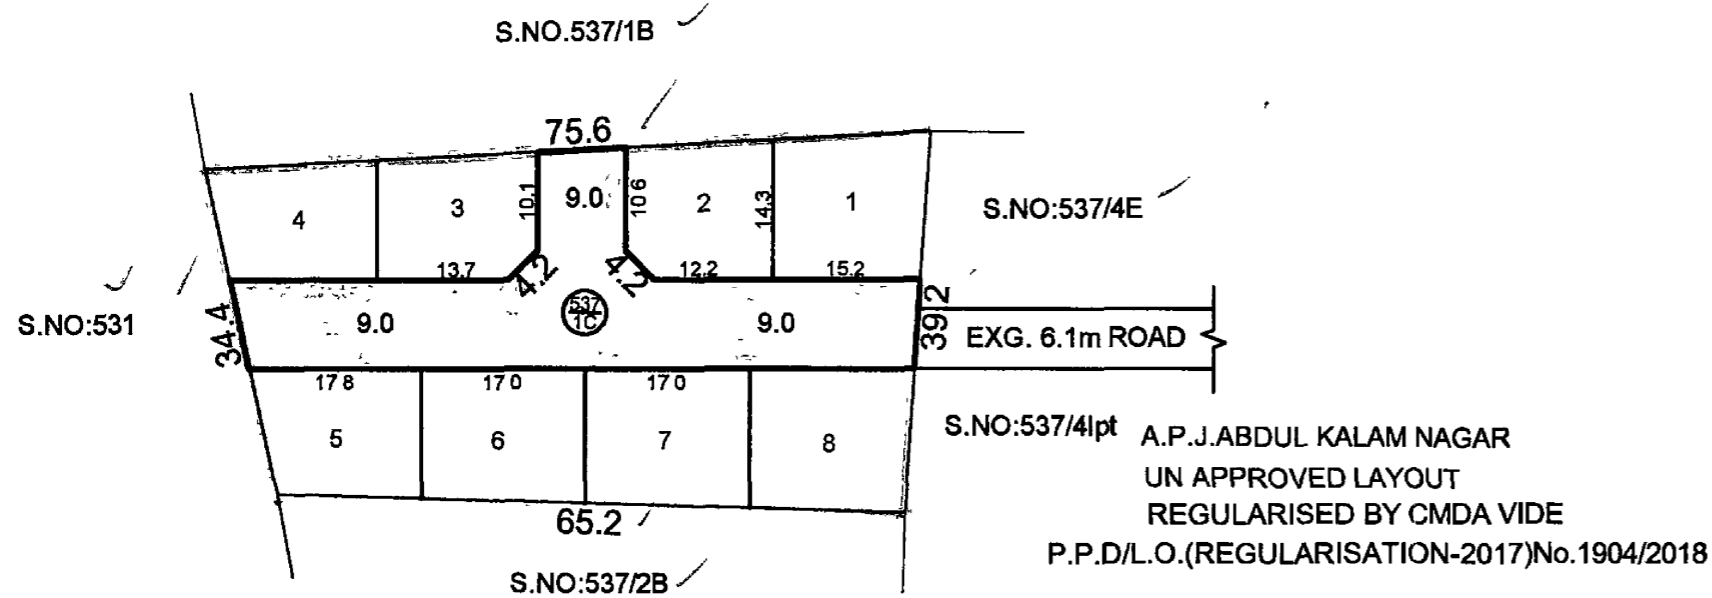 S.NO.537/1B
75.6
4
3
10.1
9.0
10 6
2
14.3
1
S.NO:537/4E
13.7
4.2
4.2
12.2
15.2
S.NO:531
34.4
9.0
537
1C
9.0
39.2
EXG. 6.1m ROAD
17 8
17 0
17 0
5
6
7
8
S.NO:537/4Ipt
A.P.J.ABDUL KALAM NAGAR
UN APPROVED LAYOUT
REGULARISED BY CMDA VIDE
P.P.D/L.O.(REGULARISATION-2017)No.1904/2018
65.2
S.NO:537/2B